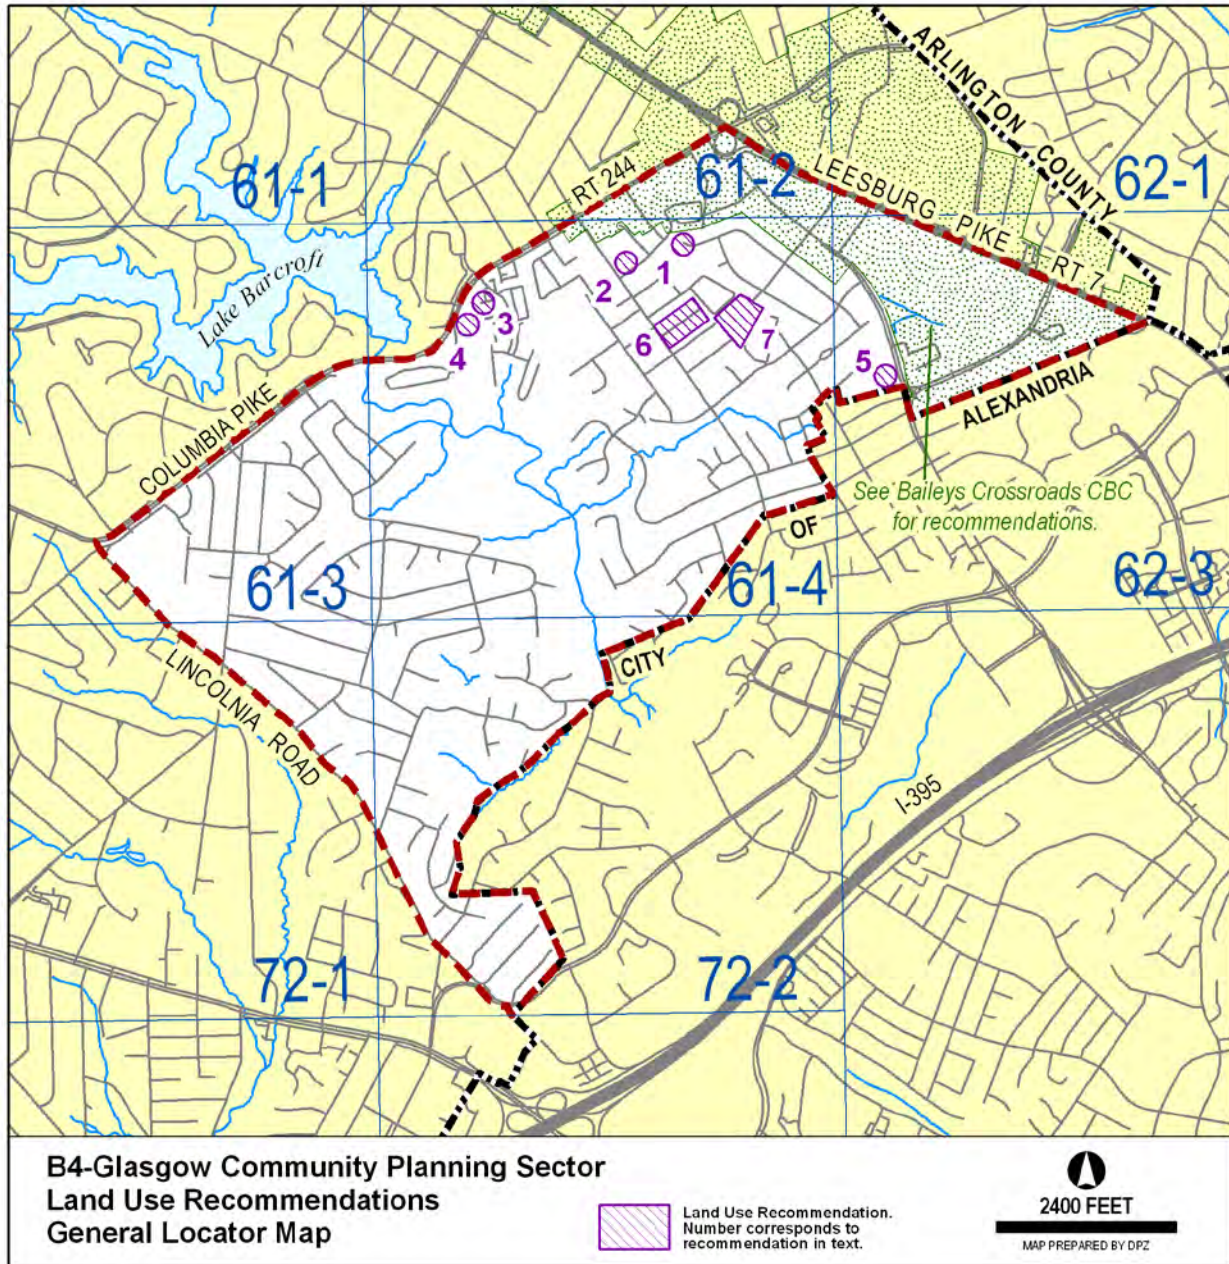 ARLINGTON
COUNTY
61-1
61-2
62-1
RT 244
LEESBURG PIKE
RT 7
Lake Barcroft
1
2
3
4
5
6
7
COLUMBIA PIKE
ALEXANDRIA
See Baileys Crossroads CBC
for recommendations.
OF
61-3
61-4
62-3
CITY
LINCOLNIA ROAD
I-395
72-1
72-2
B4-Glasgow Community Planning Sector
Land Use Recommendations
General Locator Map
Land Use Recommendation.
Number corresponds to
recommendation in text.
2400 FEET
MAP PREPARED BY DPZ